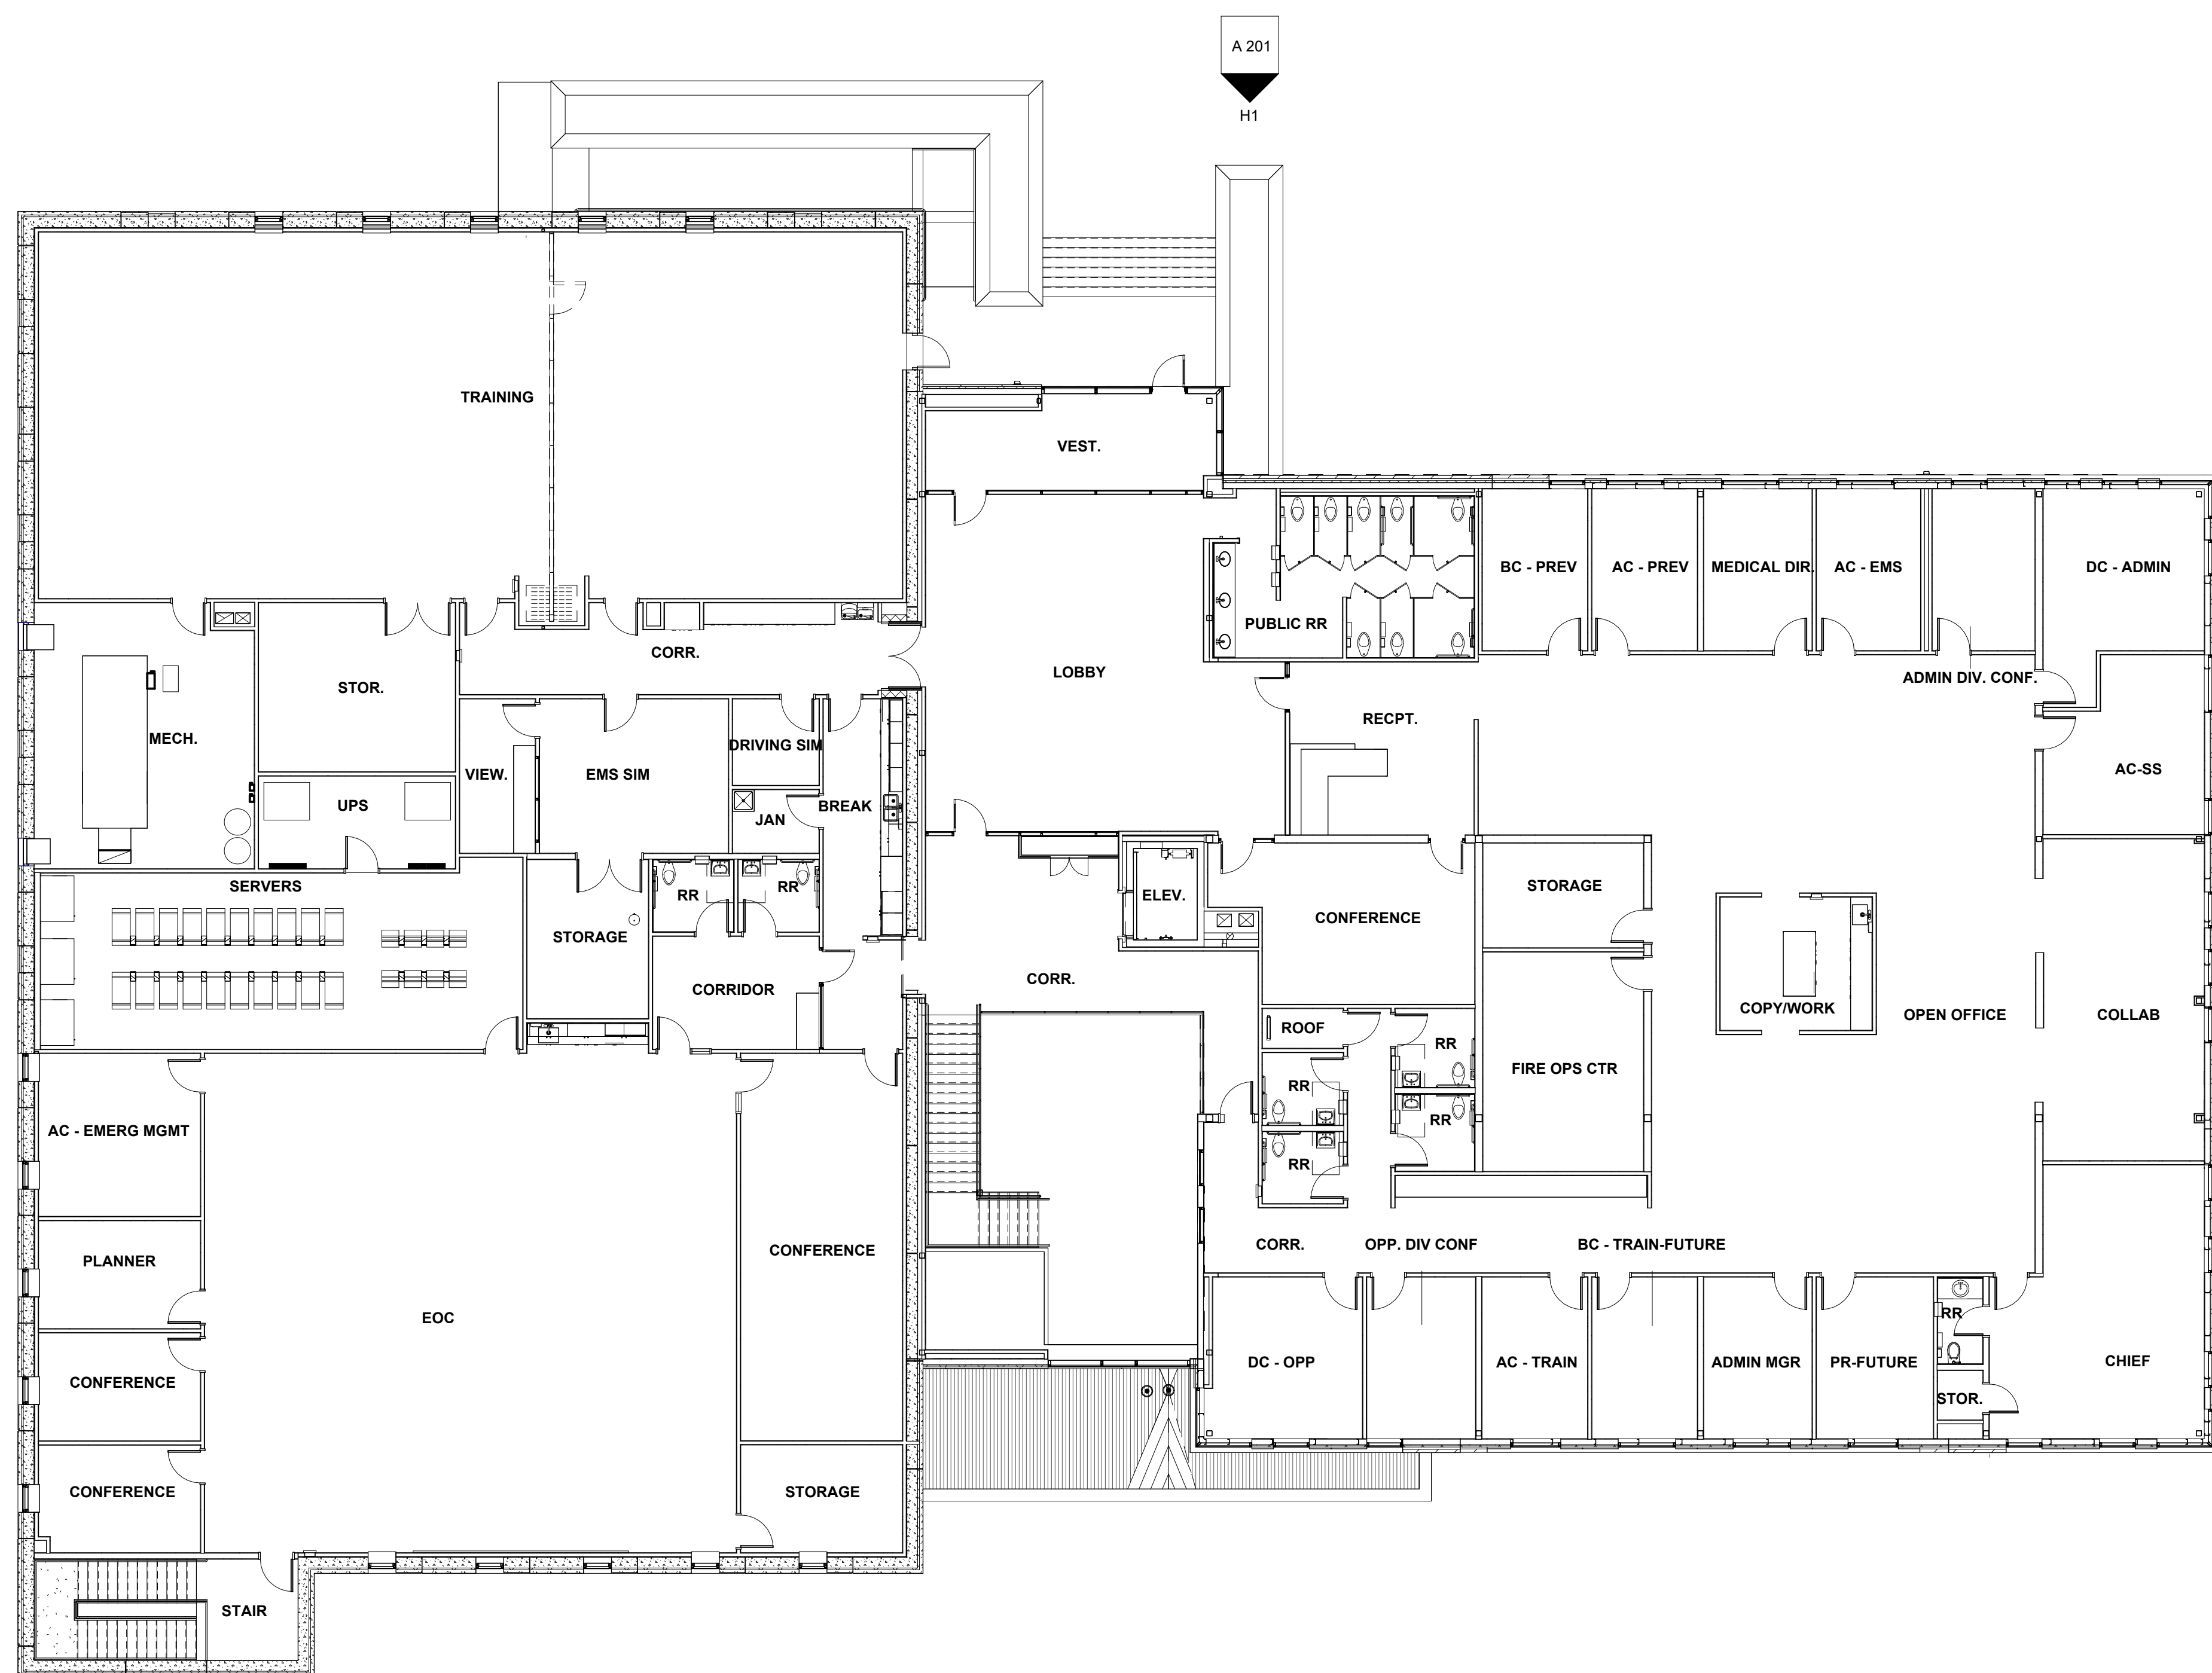 A 201
H1
TRAINING
VEST.
BC - PREV
AC - PREV
MEDICAL DIR.
AC - EMS
DC - ADMIN
PUBLIC RR
CORR.
LOBBY
ADMIN DIV. CONF.
STOR.
RECPT.
MECH.
DRIVING SIM
VIEW.
EMS SIM
AC-SS
UPS
BREAK
JAN
SERVERS
RR
RR
ELEV.
STORAGE
CONFERENCE
STORAGE
CORR.
CORRIDOR
COPY/WORK
OPEN OFFICE
COLLAB
ROOF
RR
FIRE OPS CTR
RR
AC - EMERG MGMT
RR
RR
CORR.
OPP. DIV CONF
BC - TRAIN-FUTURE
CONFERENCE
PLANNER
EOC
RR
DC - OPP
AC - TRAIN
ADMIN MGR
PR-FUTURE
CHIEF
CONFERENCE
STOR.
CONFERENCE
STORAGE
STAIR